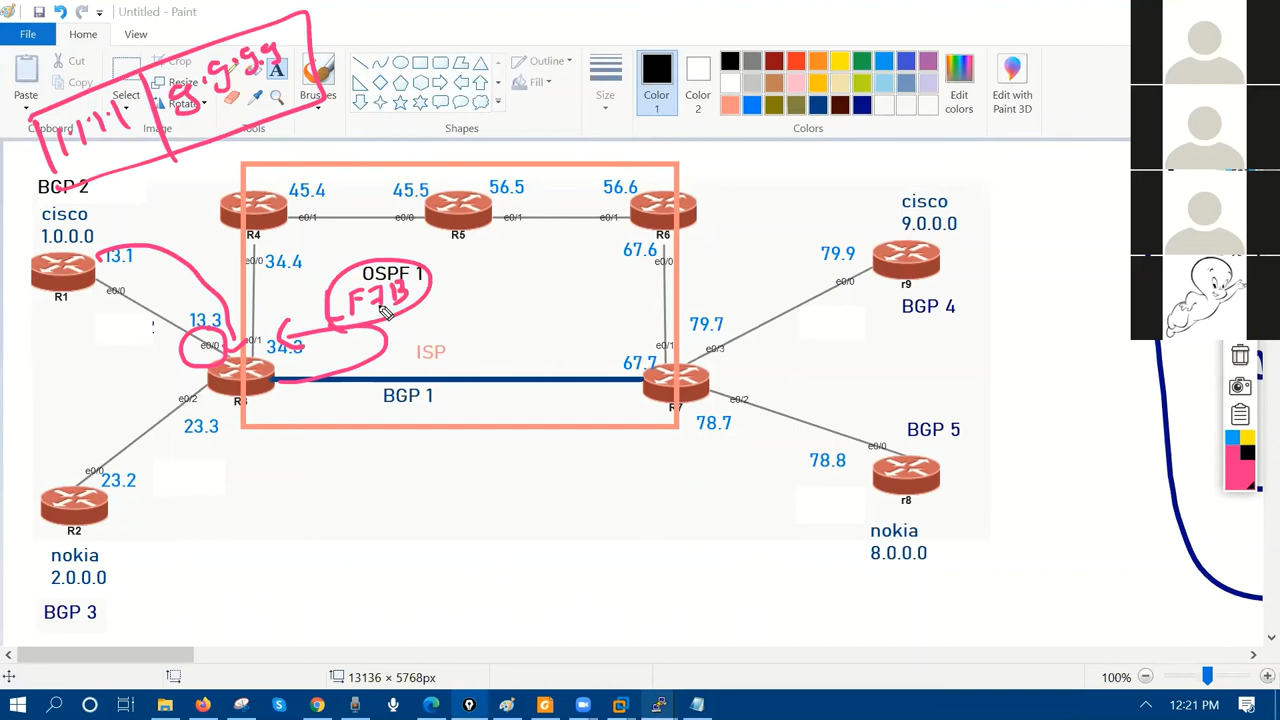 Untitled - Paint
File Home View
Paste
Cut
Copy
Clipboard
Select
Crop
Resize
Rotate
Image
A
Tools
Brushes
Shapes
Outline
Fill
Size
Color 1
Color 2
Colors
Edit colors
Edit with Paint 3D
1.1.1.1 9.9.9.9
BGP 2
cisco
1.0.0.0
13.1
e0/0
R1
13.3
e0/0
45.4
e0/1
R4
e0/0
34.4
45.5
e0/0
R5
56.5
e0/1
56.6
e0/1
R6
67.6
e0/0
OSPF 1
FIB
e0/1
34.3
ISP
R3
BGP 1
67.7
e0/1
R7
79.7
e0/3
79.9
e0/0
cisco
9.0.0.0
r9
BGP 4
e0/2
23.3
e0/2
78.7
78.8
e0/0
BGP 5
r8
nokia
8.0.0.0
e0/0
23.2
R2
nokia
2.0.0.0
BGP 3
13136 × 5768px
100%
12:21 PM